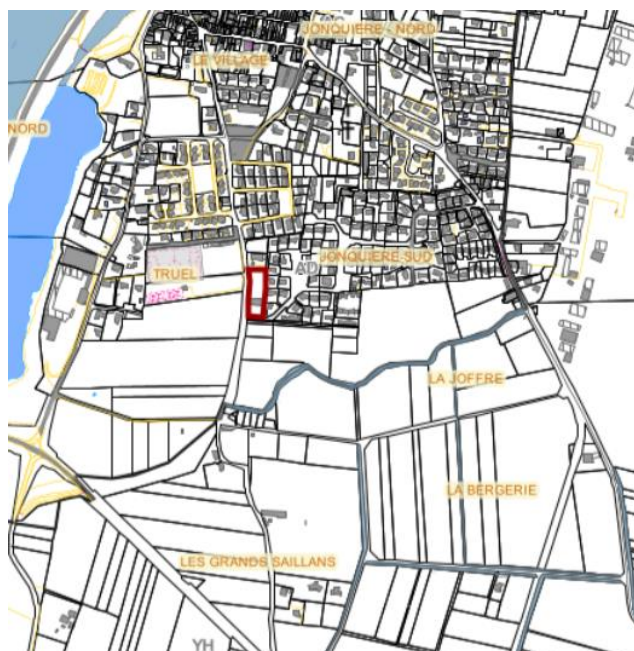 JONQUIERE - NORD
LE VILLAGE
NORD
JONQUIERE-SUD
AD
TRUEL
LA JOFFRE
LA BERGERIE
LES GRANDS SAILLANS
YH